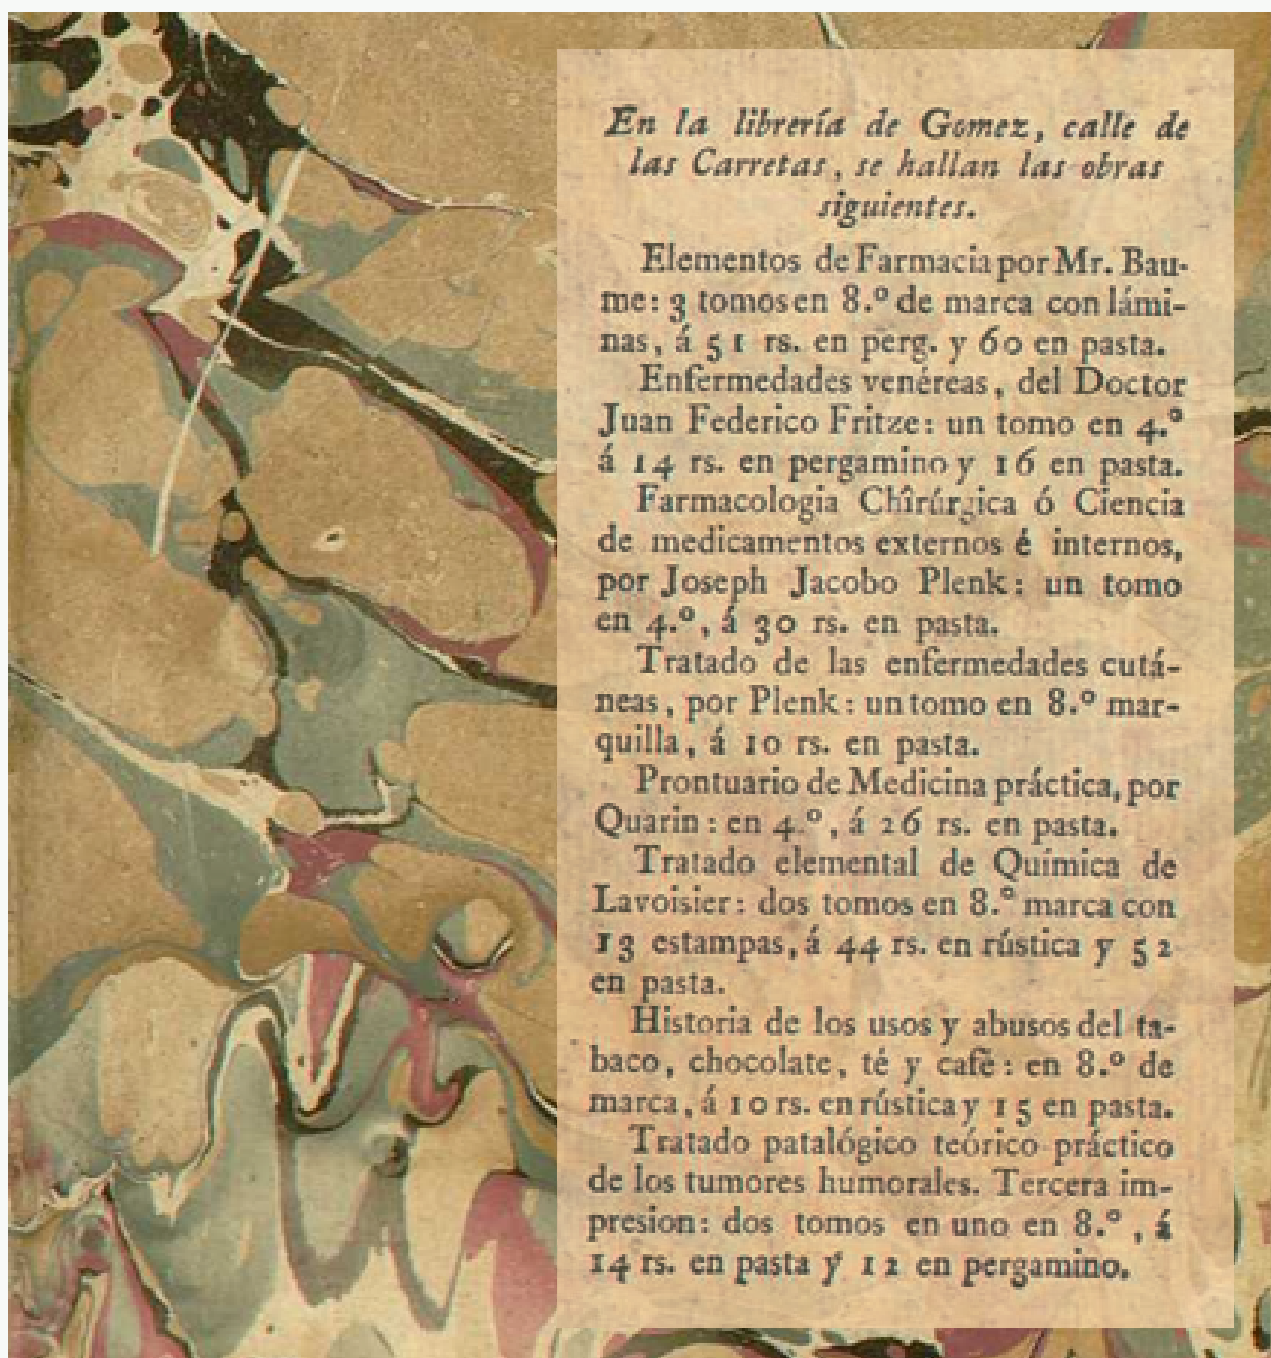 En la librería de Gomez, calle de
las Carretas, se hallan las obras
siguientes.
Elementos de Farmacia por Mr. Bau-
me: 3 tomos en 8.º de marca con lámi-
nas, á 51 rs. en perg. y 60 en pasta.
Enfermedades venéreas, del Doctor
Juan Federico Fritze: un tomo en 4.º
á 14 rs. en pergamino y 16 en pasta.
Farmacologia Chîrúrgica ó Ciencia
de medicamentos externos é internos,
por Joseph Jacobo Plenk: un tomo
en 4.º, á 30 rs. en pasta.
Tratado de las enfermedades cutá-
neas, por Plenk: un tomo en 8.º mar-
quilla, á 10 rs. en pasta.
Prontuario de Medicina práctica, por
Quarin: en 4.º, á 26 rs. en pasta.
Tratado elemental de Quimica de
Lavoisier: dos tomos en 8.º marca con
13 estampas, á 44 rs. en rústica y 52
en pasta.
Historia de los usos y abusos del ta-
baco, chocolate, té y café: en 8.º de
marca, á 10 rs. en rústica y 15 en pasta.
Tratado patalógico teórico práctico
de los tumores humorales. Tercera im-
presion: dos tomos en uno en 8.º, á
14 rs. en pasta y 12 en pergamino.